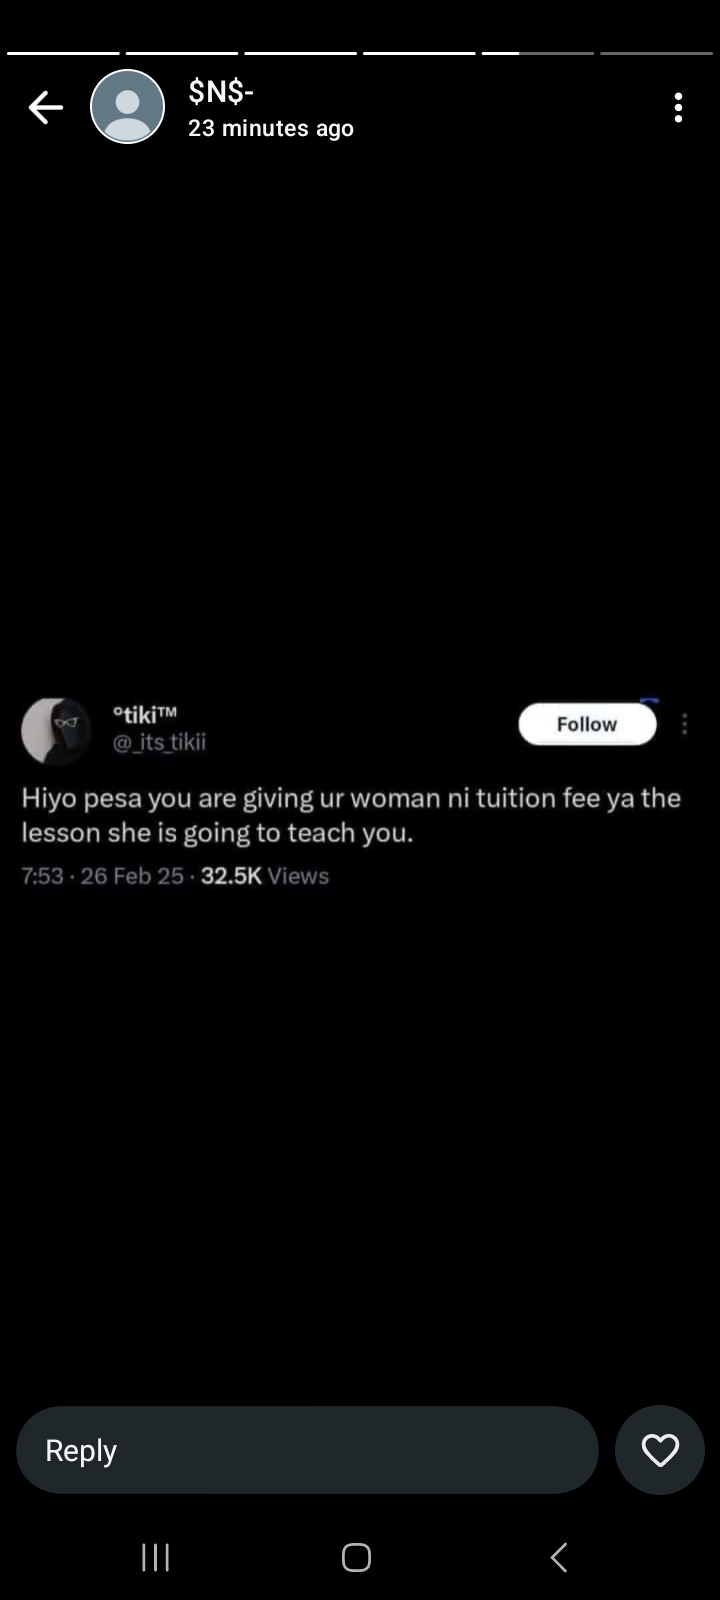 $N$-
23 minutes ago
°tiki™
@_its_tikii
Follow
Hiyo pesa you are giving ur woman ni tuition fee ya the
lesson she is going to teach you.
7:53 · 26 Feb 25 · 32.5K Views
Reply